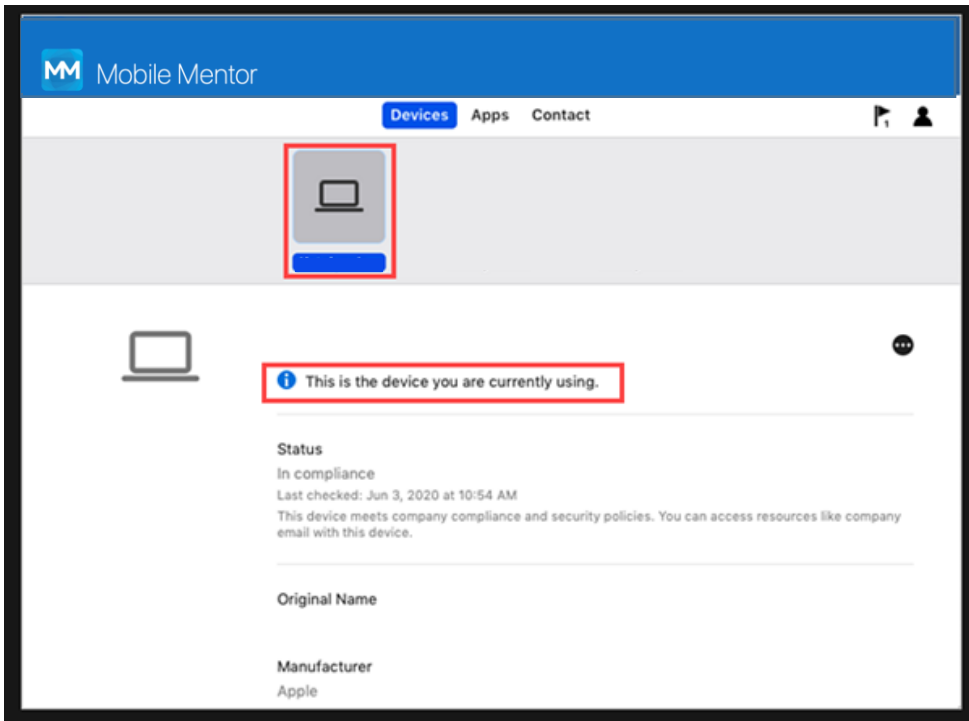 MM Mobile Mentor
Devices Apps Contact 1
This is the device you are currently using.
Status
In compliance
Last checked: Jun 3, 2020 at 10:54 AM
This device meets company compliance and security policies. You can access resources like company
email with this device.
Original Name
Manufacturer
Apple